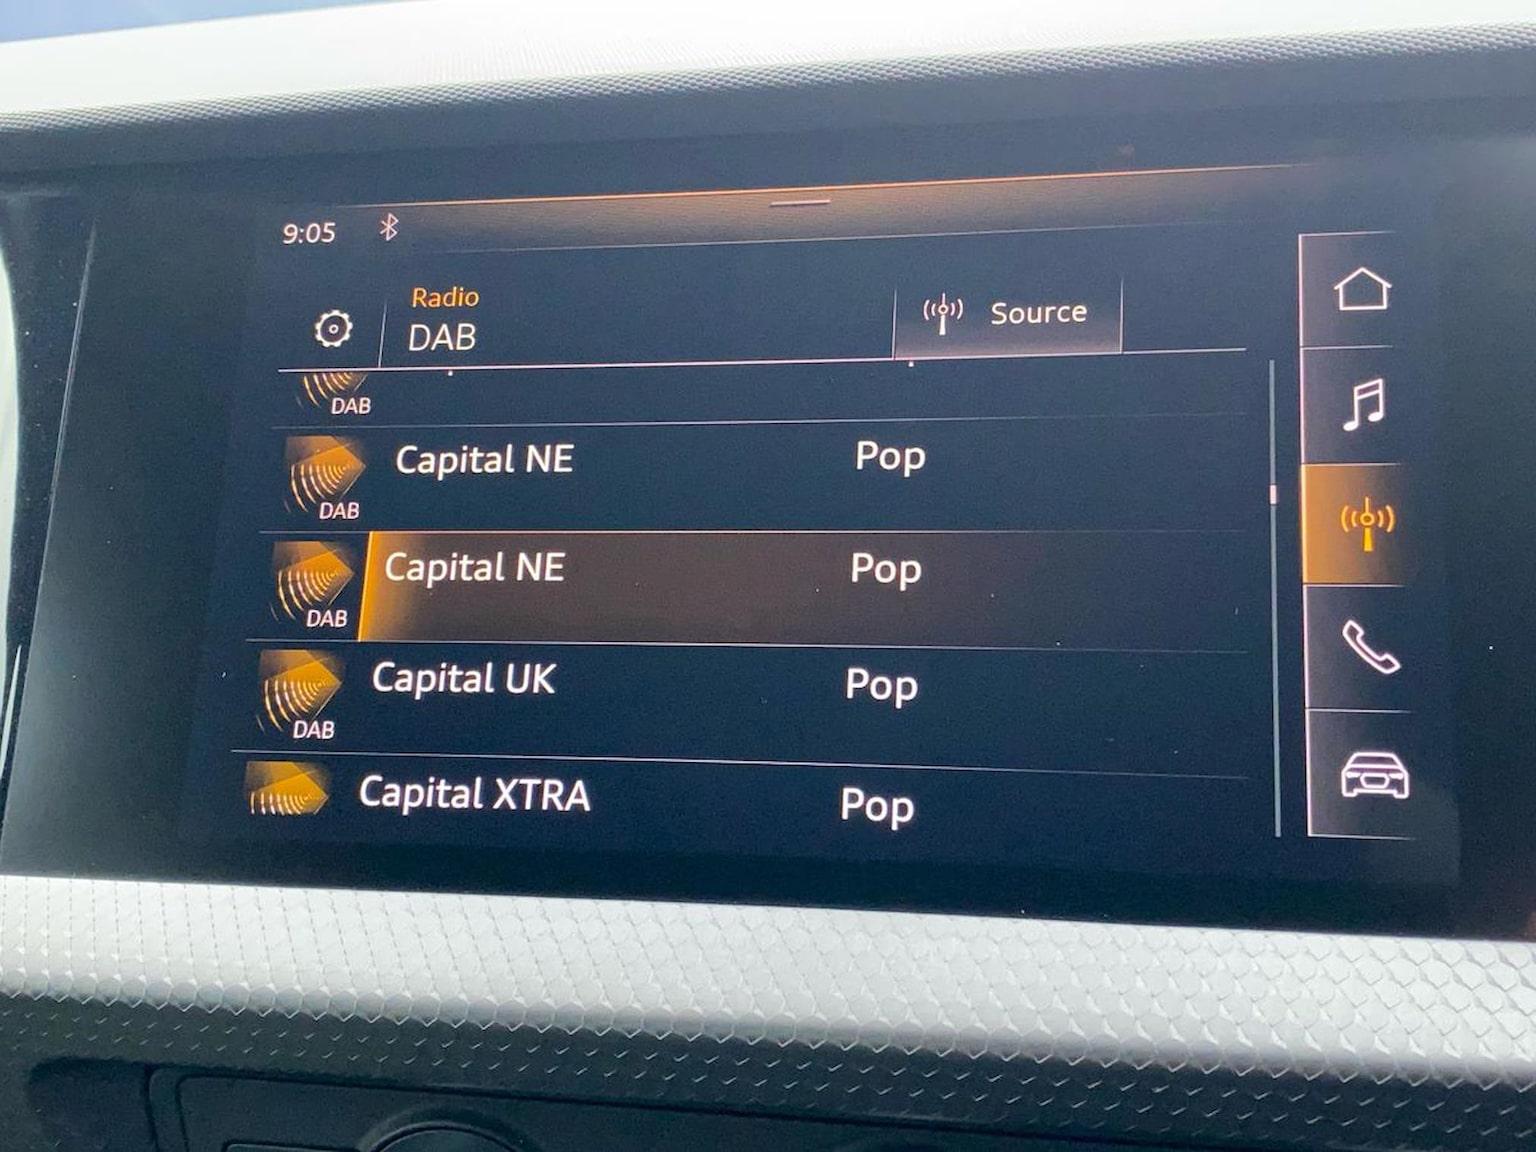 9:05
Radio
DAB
Source
DAB
Capital NE Pop
DAB
Capital NE Pop
DAB
Capital UK Pop
DAB
Capital XTRA Pop